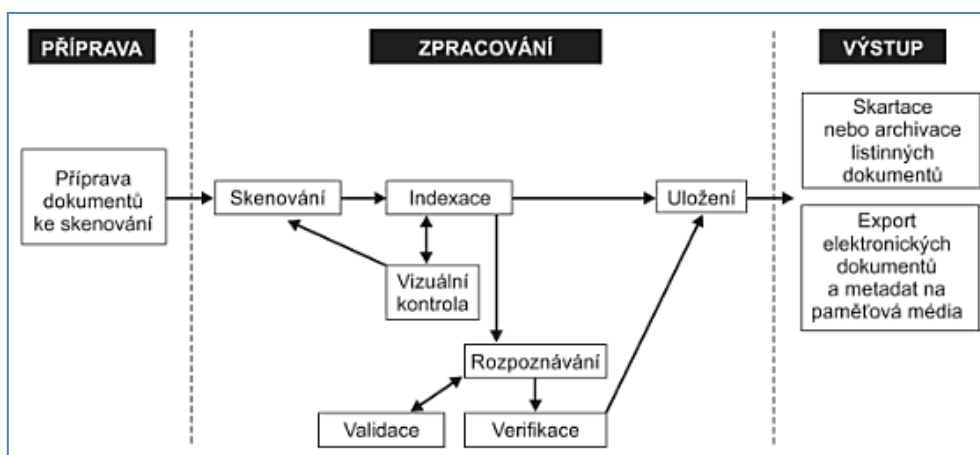 PŘÍPRAVA
ZPRACOVÁNÍ
VÝSTUP
Příprava
dokumentů
ke skenování
Skenování
Indexace
Uložení
Vizuální
kontrola
Rozpoznávání
Validace
Verifikace
Skartace
nebo archivace
listinných
dokumentů
Export
elektronických
dokumentů
a metadat na
paměťová média